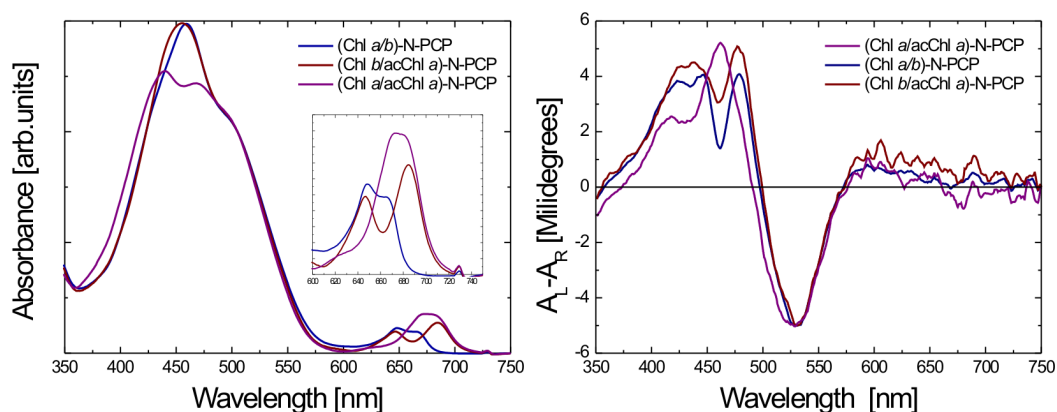 Absorbance [arb.units]
(Chl a/b)-N-PCP
(Chl b/acChl a)-N-PCP
(Chl a/acChl a)-N-PCP
600 620 640 660 680 700 720 740
350 400 450 500 550 600 650 700 750
Wavelength [nm]
A_L-A_R [Milidegrees]
6
4
2
0
-2
-4
-6
(Chl a/acChl a)-N-PCP
(Chl a/b)-N-PCP
(Chl b/acChl a)-N-PCP
350 400 450 500 550 600 650 700 750
Wavelength [nm]